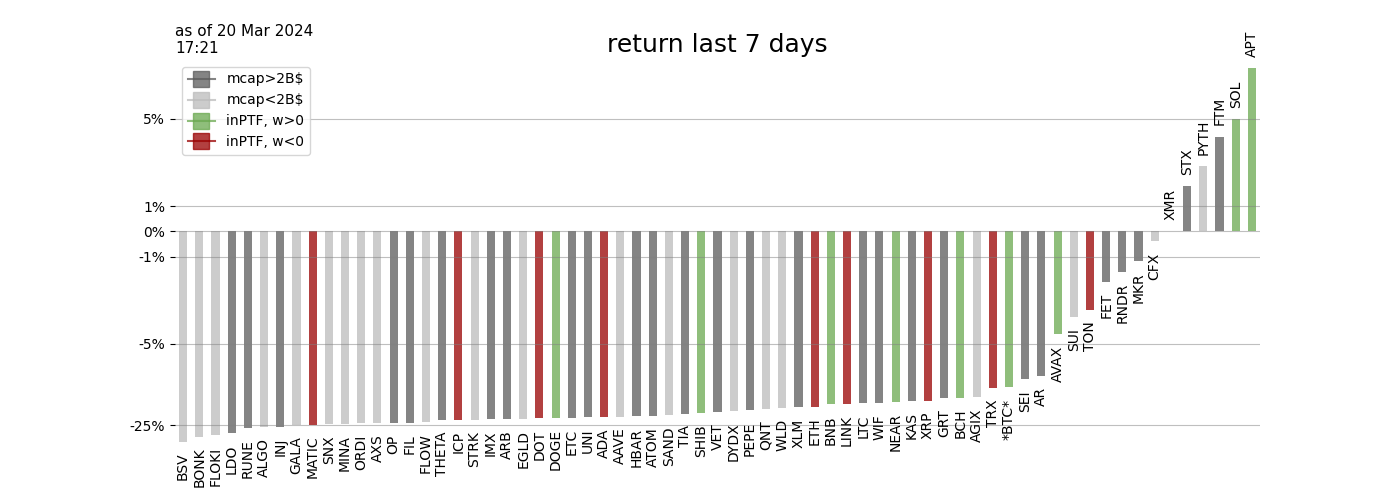 as of 20 Mar 2024
17:21
return last 7 days
mcap>2B$
mcap<2B$
inPTF, w>0
inPTF, w<0
5%
1%
0%
-1%
-5%
-25%
BSV
BONK
FLOKI
LDO
RUNE
ALGO
INJ
GALA
MATIC
SNX
MINA
ORDI
AXS
OP
FIL
FLOW
THETA
ICP
STRK
IMX
ARB
EGLD
DOT
DOGE
ETC
UNI
ADA
AAVE
HBAR
ATOM
SAND
TIA
SHIB
VET
DYDX
PEPE
QNT
WLD
XLM
ETH
BNB
LINK
LTC
WIF
NEAR
KAS
XRP
GRT
BCH
AGIX
TRX
*BTC*
SEI
AR
AVAX
SUI
TON
FET
RNDR
MKR
CFX
XMR
STX
PYTH
FTM
SOL
APT